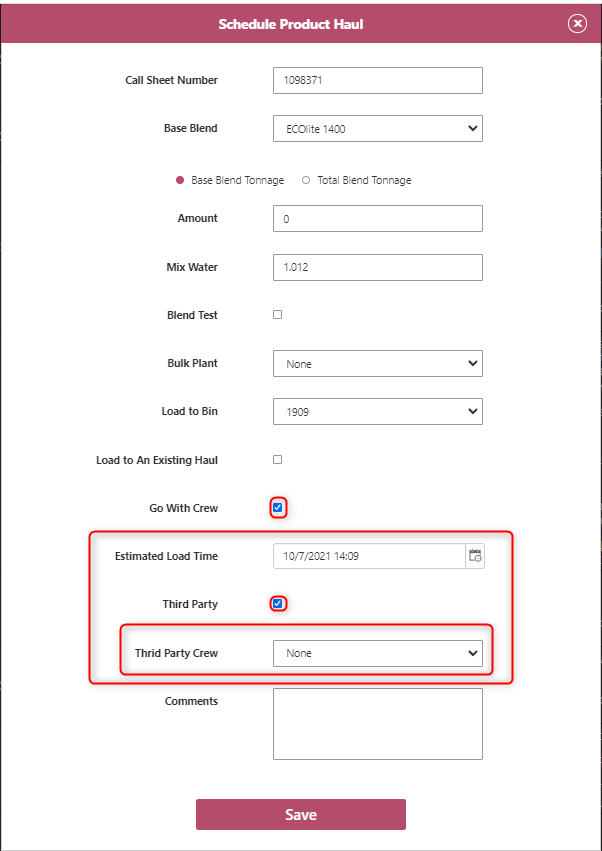 Schedule Product Haul
Call Sheet Number 1098371
Base Blend ECOlite 1400
Base Blend Tonnage Total Blend Tonnage
Amount 0
Mix Water 1.012
Blend Test
Bulk Plant None
Load to Bin 1909
Load to An Existing Haul
Go With Crew
Estimated Load Time 10/7/2021 14:09
Third Party
Thrid Party Crew None
Comments
Save